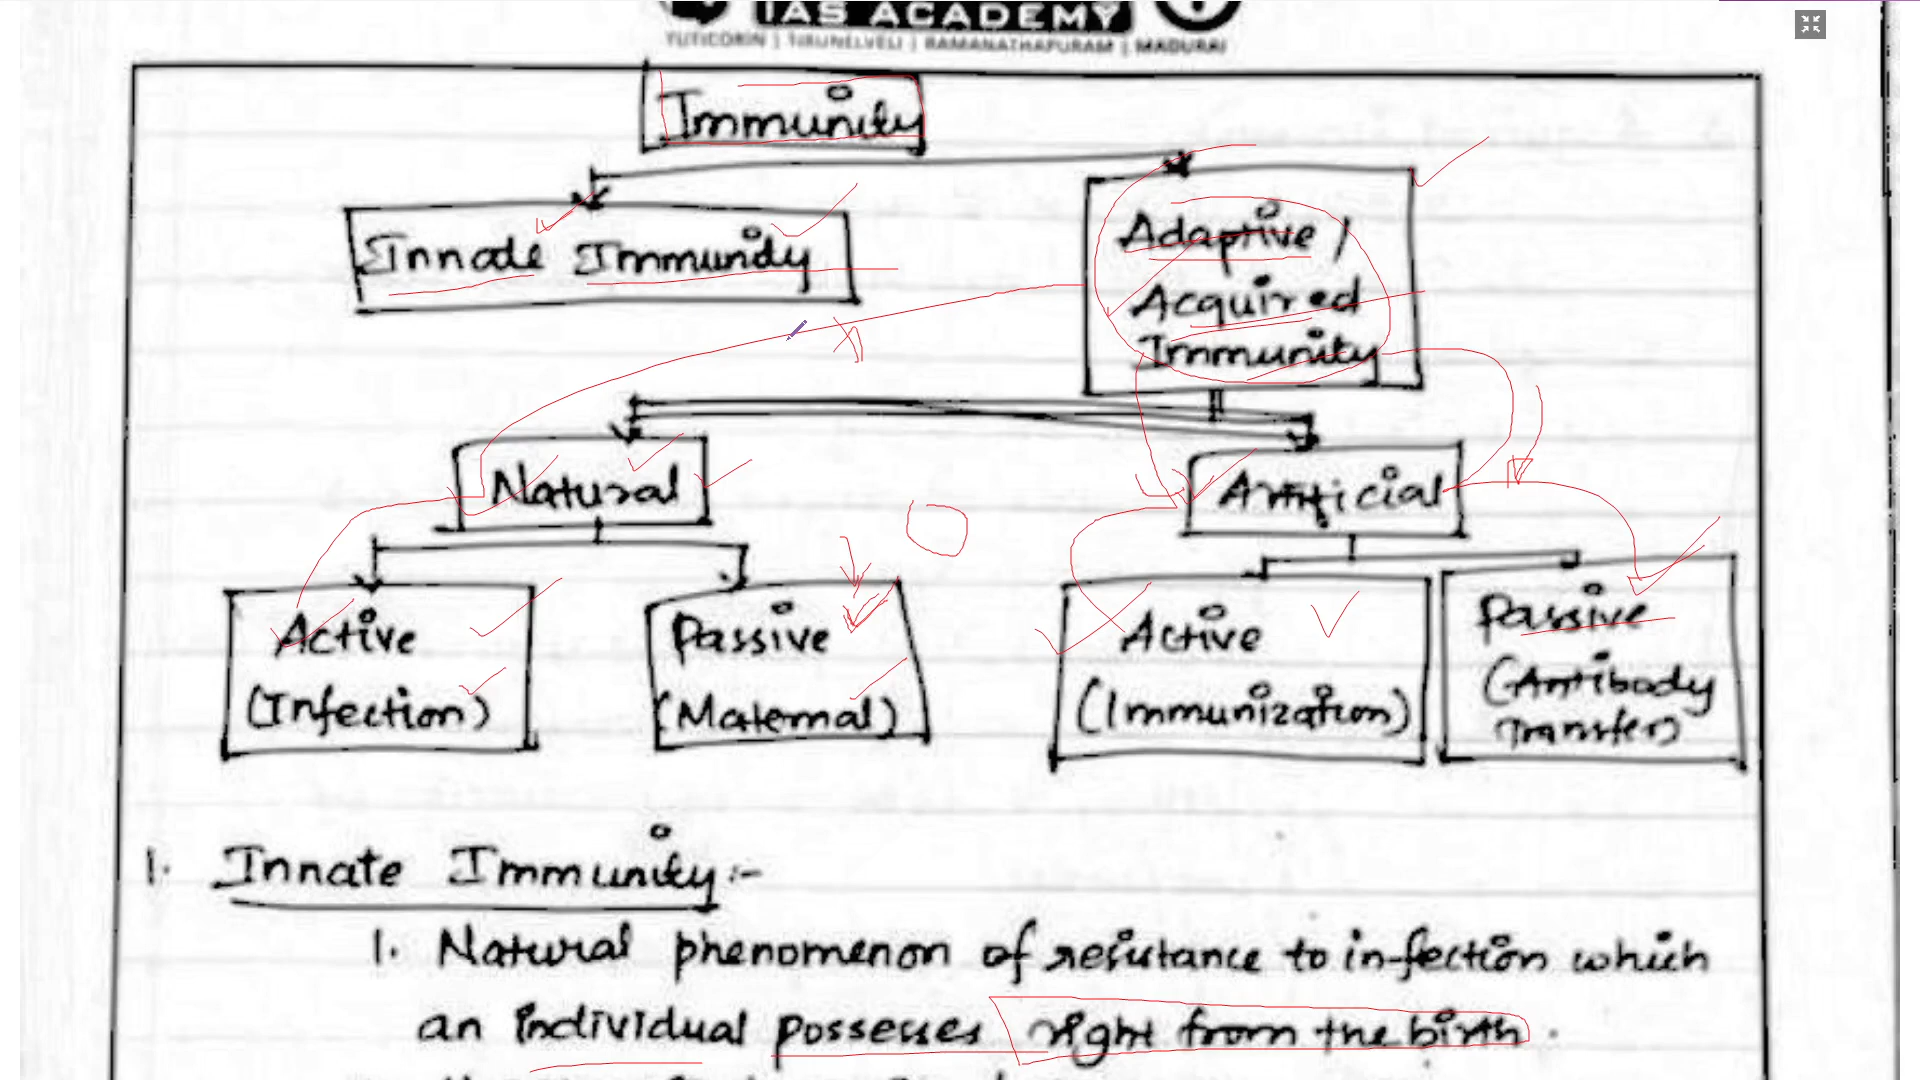 IAS ACADEMY
TUTICORIN | TIRUNELVELI | RAMANATHAPURAM | MADURAI
Immunity
Innate Immunity
Adaptive /
Acquired
Immunity
Natural
Artificial
Active
(Infection)
Passive
(Maternal)
Active
(Immunization)
Passive
(Antibody
Transfer)
1. Innate Immunity :-
1. Natural phenomenon of resistance to infection which
an individual possesses right from the birth.